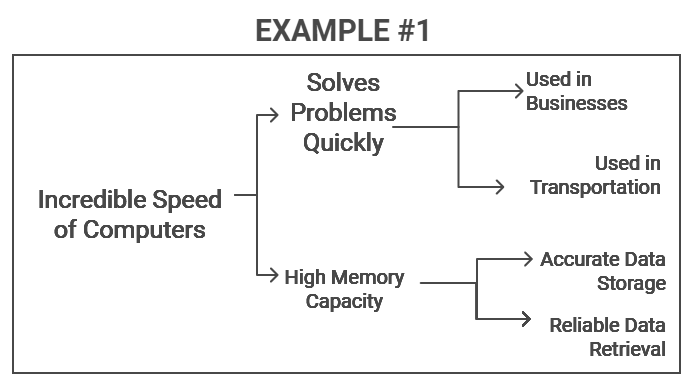 EXAMPLE #1
Incredible Speed
of Computers
Solves
Problems
Quickly
Used in
Businesses
Used in
Transportation
High Memory
Capacity
Accurate Data
Storage
Reliable Data
Retrieval